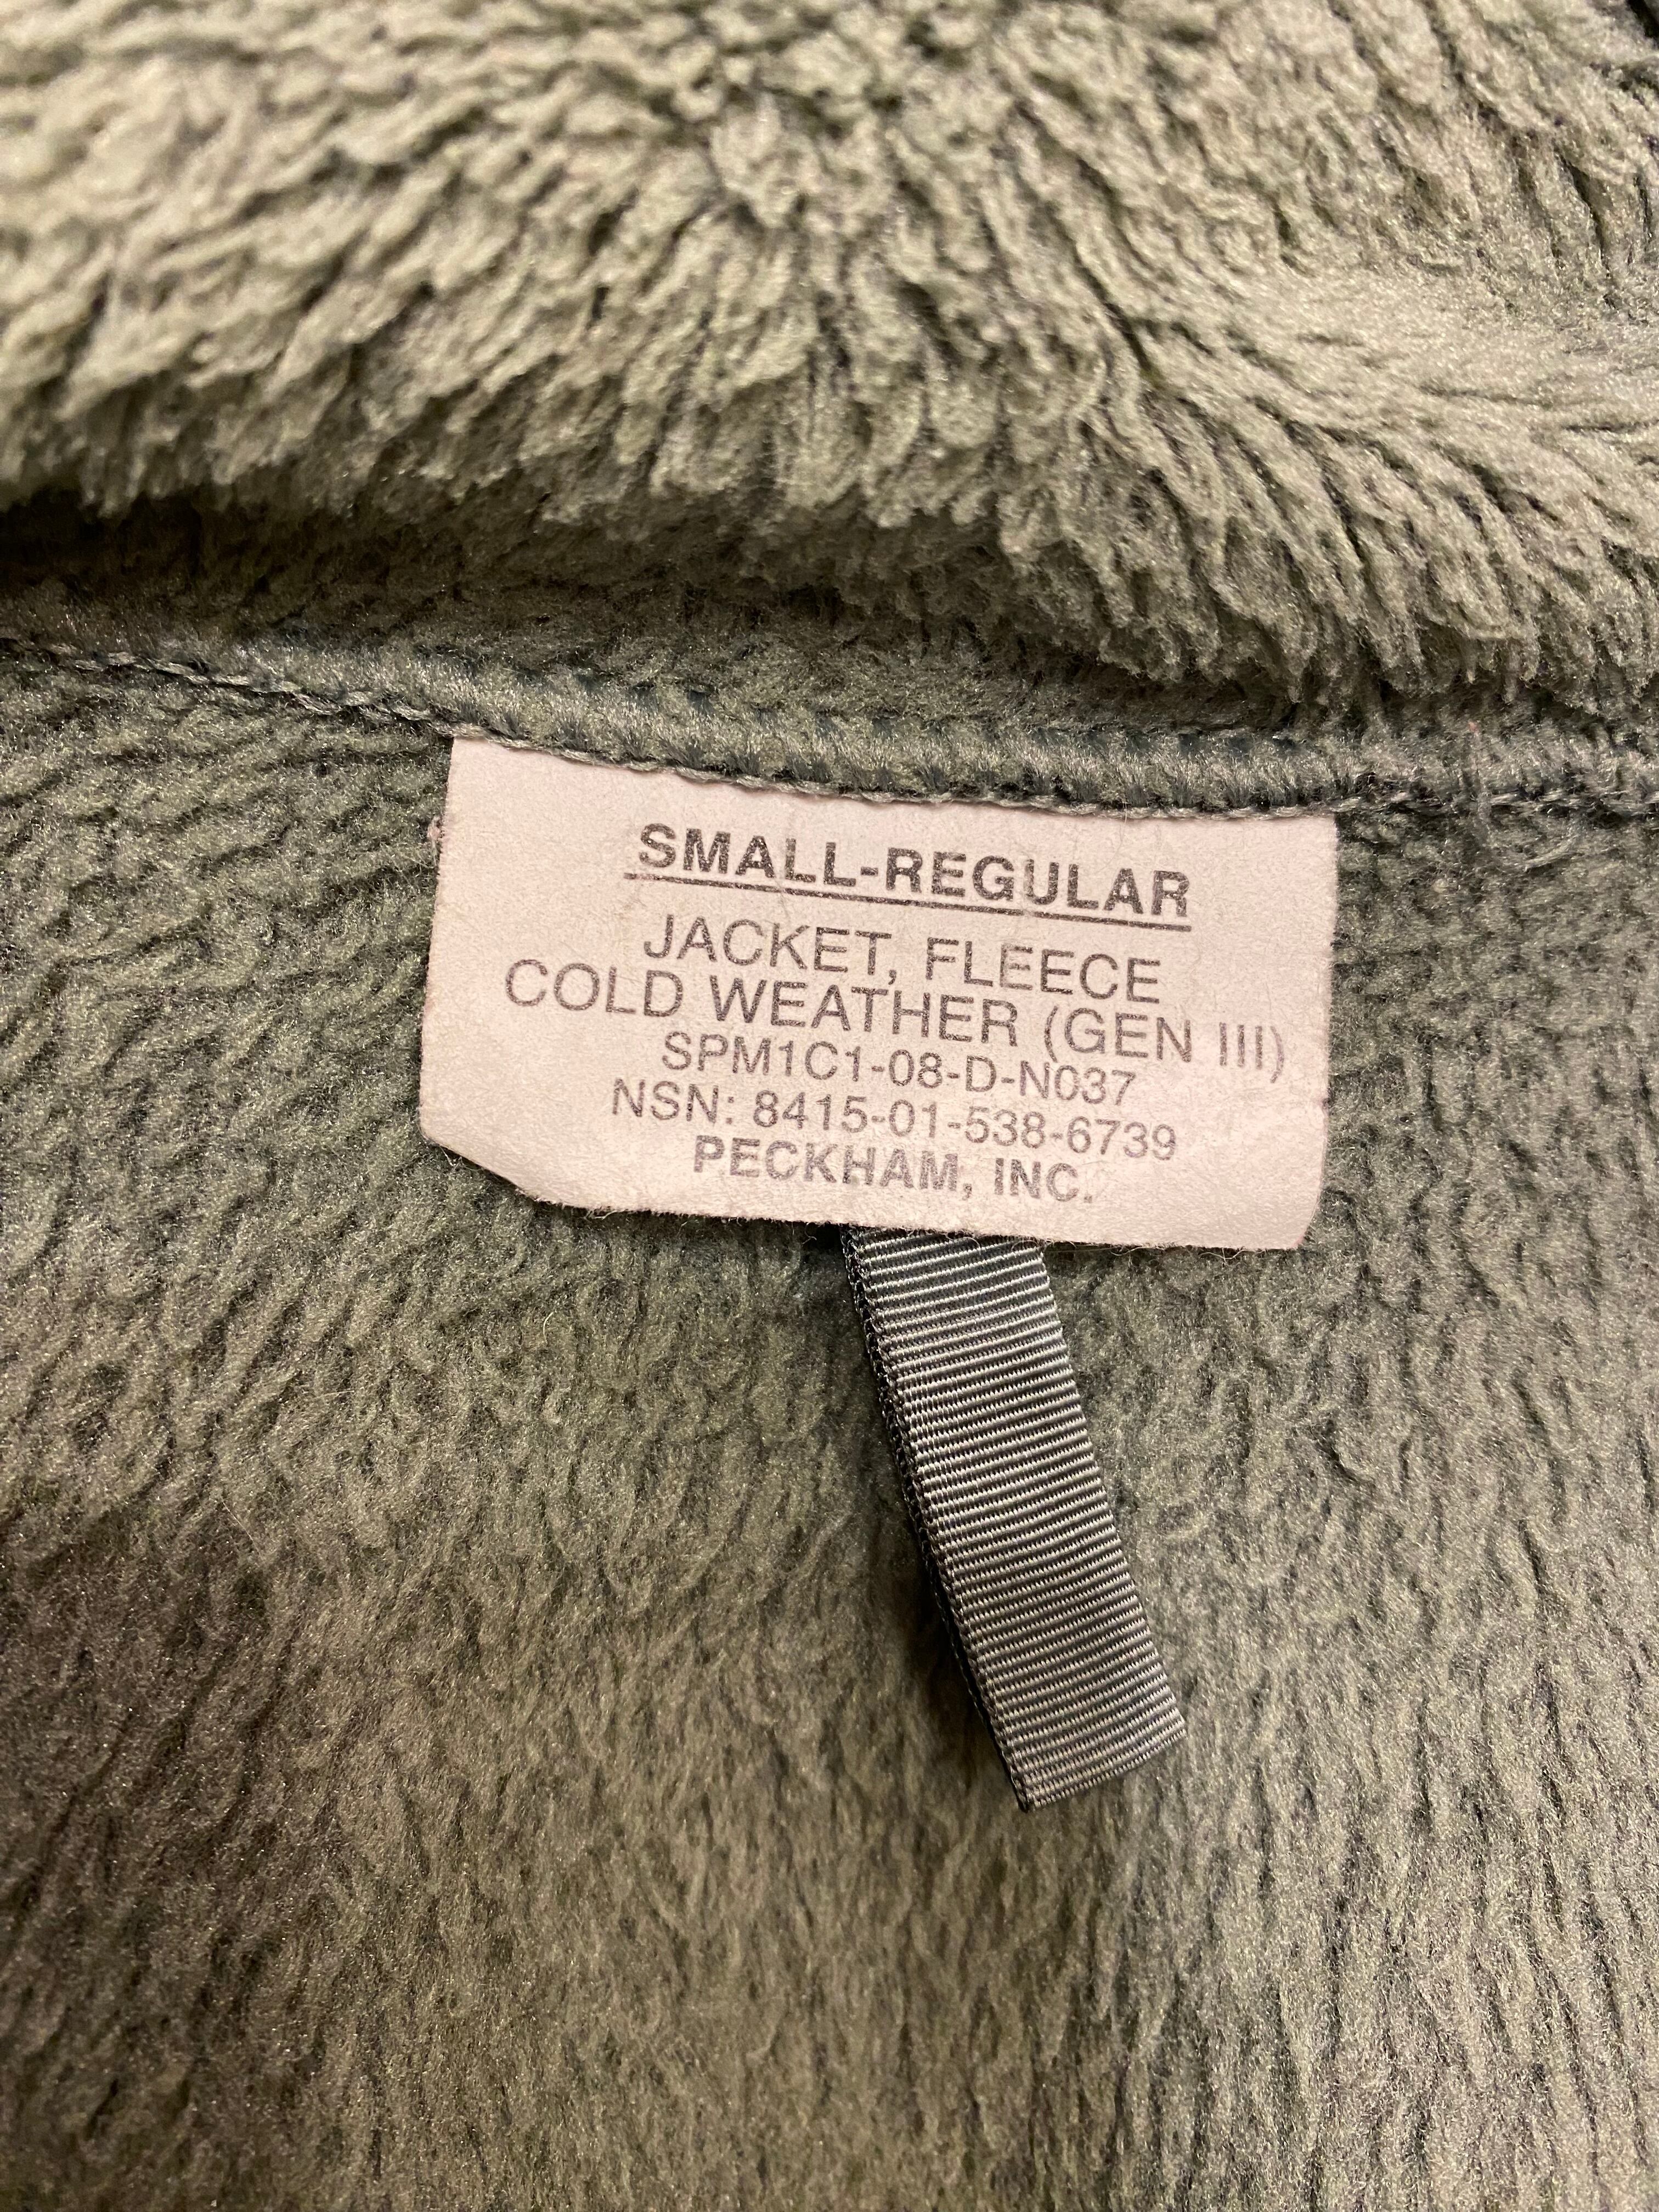 SMALL-REGULAR
JACKET, FLEECE
COLD WEATHER (GEN III)
SPM1C1-08-D-N037
NSN: 8415-01-538-6739
PECKHAM, INC.